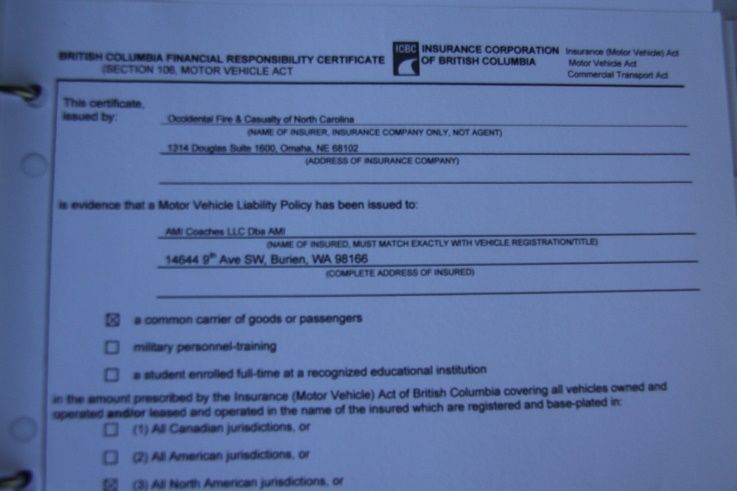 BRITISH COLUMBIA FINANCIAL RESPONSIBILITY CERTIFICATE
(SECTION 106, MOTOR VEHICLE ACT
ICBC
INSURANCE CORPORATION
OF BRITISH COLUMBIA
Insurance (Motor Vehicle) Act
Motor Vehicle Act
Commercial Transport Act
This certificate,
issued by:
Occidental Fire & Casualty of North Carolina
(NAME OF INSURER, INSURANCE COMPANY ONLY, NOT AGENT)
1314 Douglas Suite 1600, Omaha, NE 68102
(ADDRESS OF INSURANCE COMPANY)
is evidence that a Motor Vehicle Liability Policy has been issued to:
AMI Coaches LLC Dba AMI
(NAME OF INSURED, MUST MATCH EXACTLY WITH VEHICLE REGISTRATION/TITLE)
14644 9th Ave SW, Burien, WA 98166
(COMPLETE ADDRESS OF INSURED)
☒ a common carrier of goods or passengers
☐ military personnel-training
☐ a student enrolled full-time at a recognized educational institution
in the amount prescribed by the Insurance (Motor Vehicle) Act of British Columbia covering all vehicles owned and
operated and/or leased and operated in the name of the insured which are registered and base-plated in:
☐ (1) All Canadian jurisdictions, or
☐ (2) All American jurisdictions, or
☒ (3) All North American jurisdictions, or